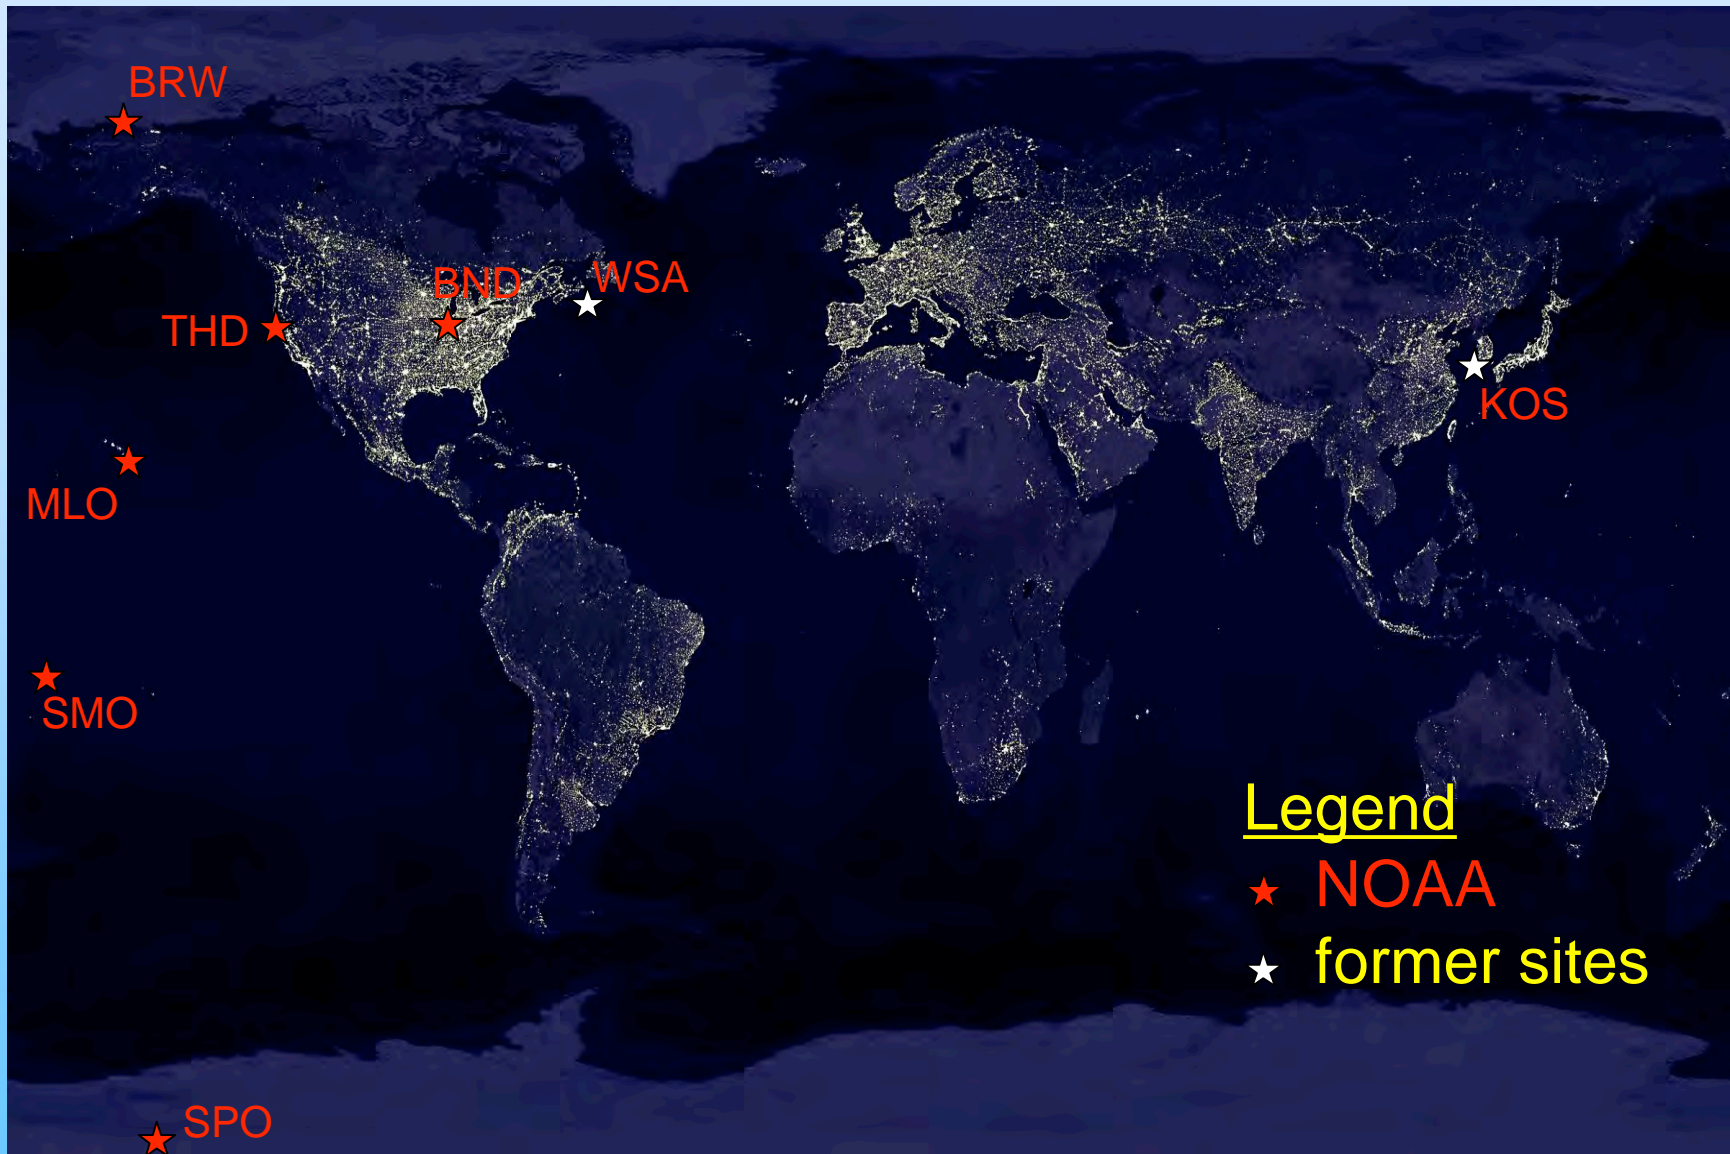 BRW
BND
WSA
THD
KOS
MLO
SMO
Legend
NOAA
former sites
SPO